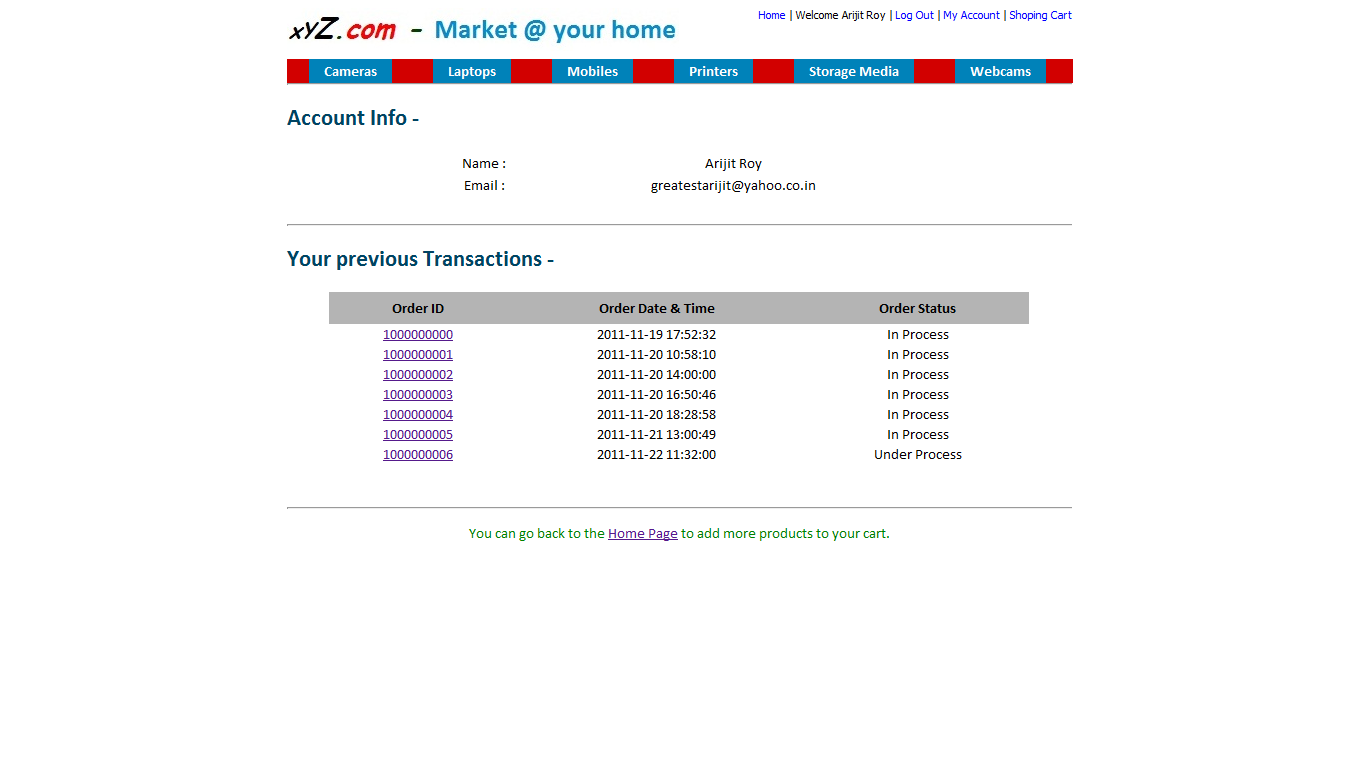 Home | Welcome Arijit Roy | Log Out | My Account | Shoping Cart
xyZ.com - Market @ your home
Cameras Laptops Mobiles Printers Storage Media Webcams
Account Info -
Name : Arijit Roy
Email : greatestarijit@yahoo.co.in
Your previous Transactions -
Order ID Order Date & Time Order Status
1000000000 2011-11-19 17:52:32 In Process
1000000001 2011-11-20 10:58:10 In Process
1000000002 2011-11-20 14:00:00 In Process
1000000003 2011-11-20 16:50:46 In Process
1000000004 2011-11-20 18:28:58 In Process
1000000005 2011-11-21 13:00:49 In Process
1000000006 2011-11-22 11:32:00 Under Process
You can go back to the Home Page to add more products to your cart.